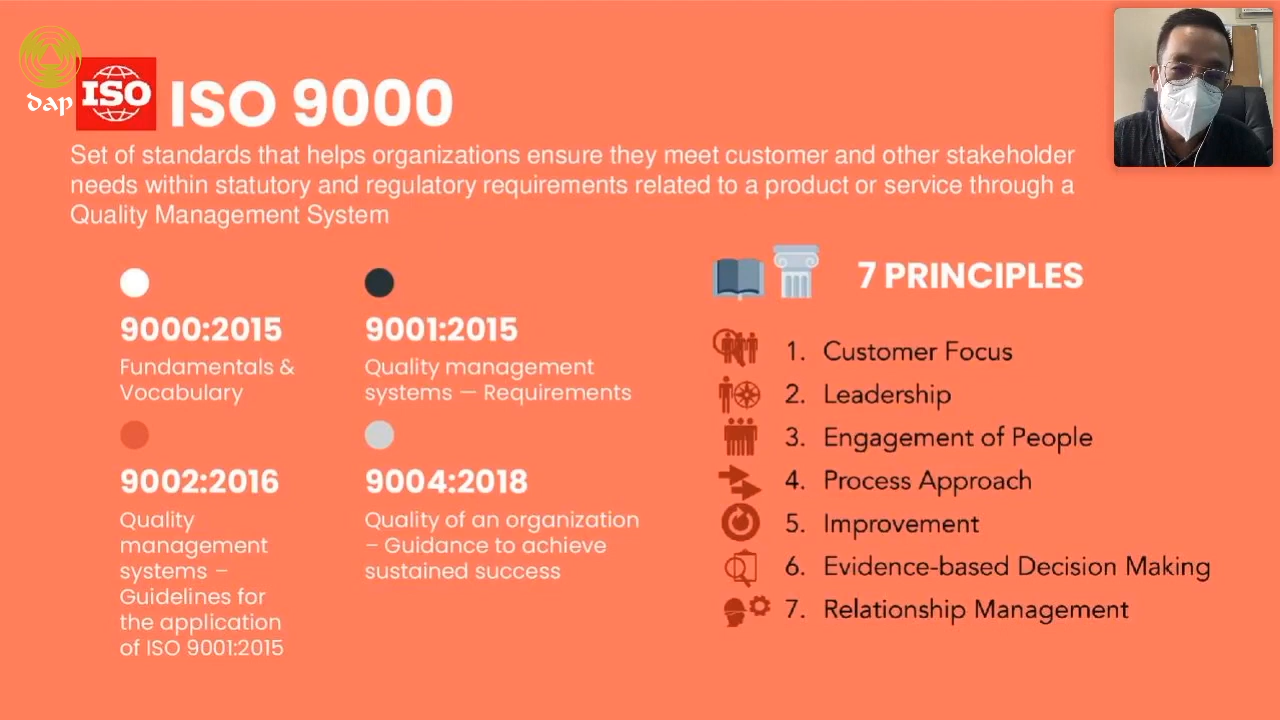 dap
ISO
ISO 9000
Set of standards that helps organizations ensure they meet customer and other stakeholder
needs within statutory and regulatory requirements related to a product or service through a
Quality Management System
9000:2015
Fundamentals &
Vocabulary
9001:2015
Quality management
systems — Requirements
9002:2016
Quality
management
systems –
Guidelines for
the application
of ISO 9001:2015
9004:2018
Quality of an organization
– Guidance to achieve
sustained success
7 PRINCIPLES
1. Customer Focus
2. Leadership
3. Engagement of People
4. Process Approach
5. Improvement
6. Evidence-based Decision Making
7. Relationship Management